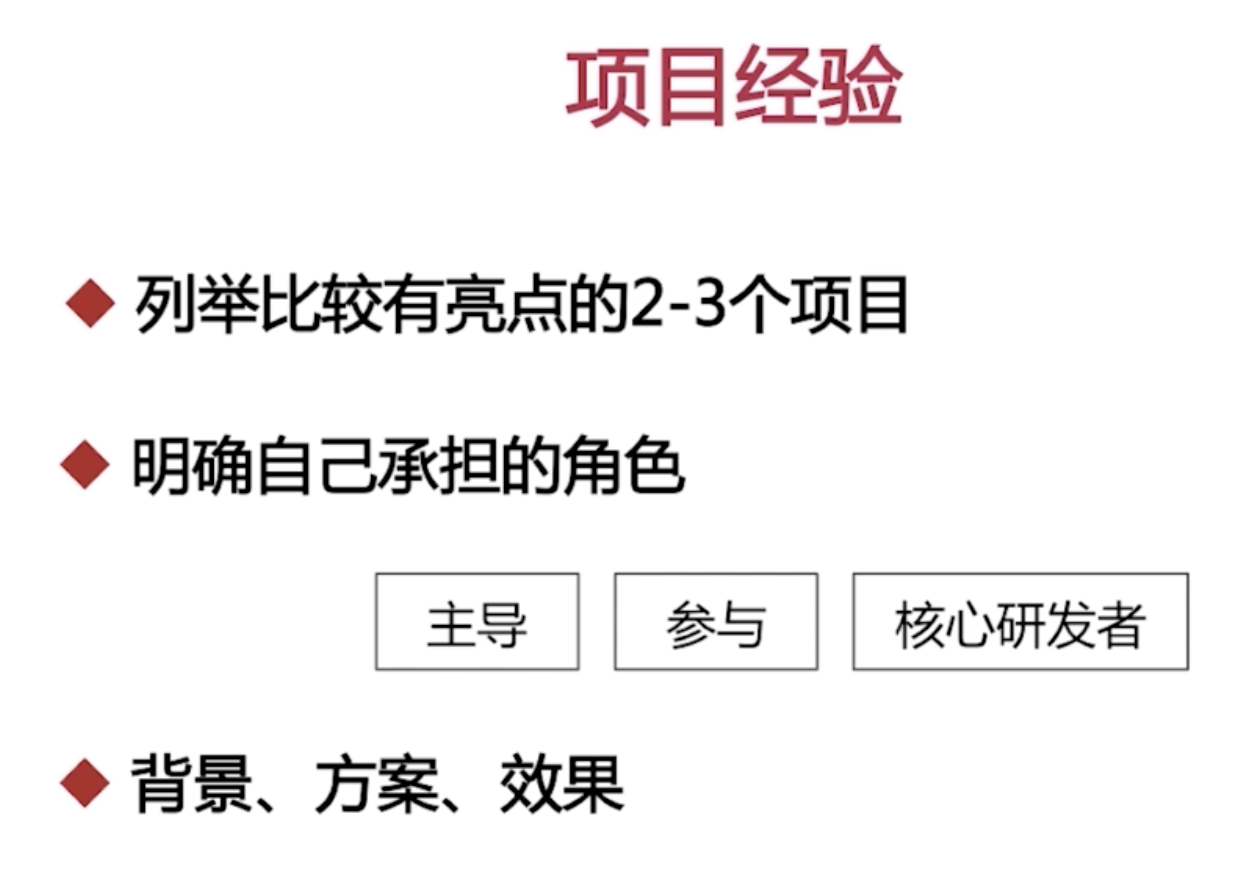 项目经验
列举比较有亮点的2-3个项目
明确自己承担的角色
主导 参与 核心研发者
背景、方案、效果